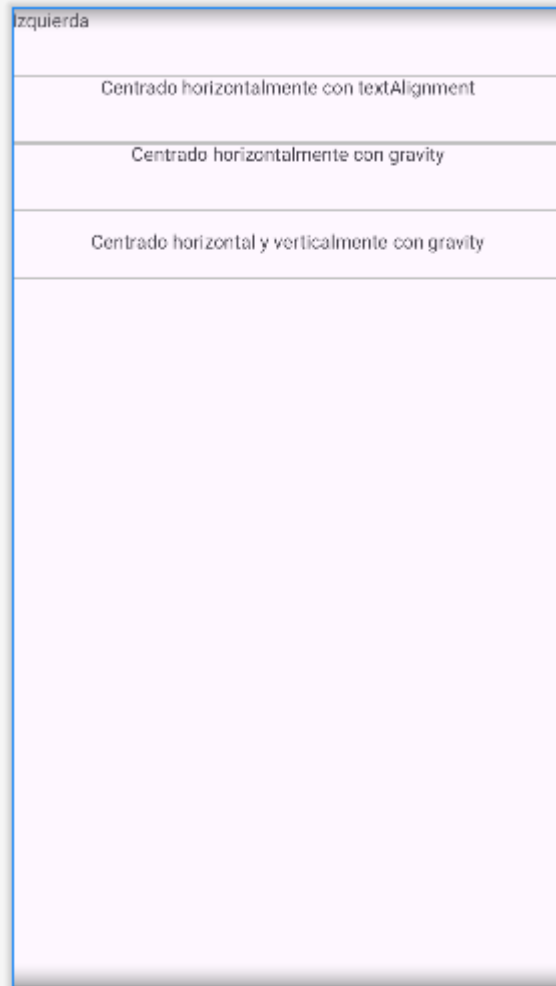 Izquierda
Centrado horizontalmente con textAlignment
Centrado horizontalmente con gravity
Centrado horizontal y verticalmente con gravity